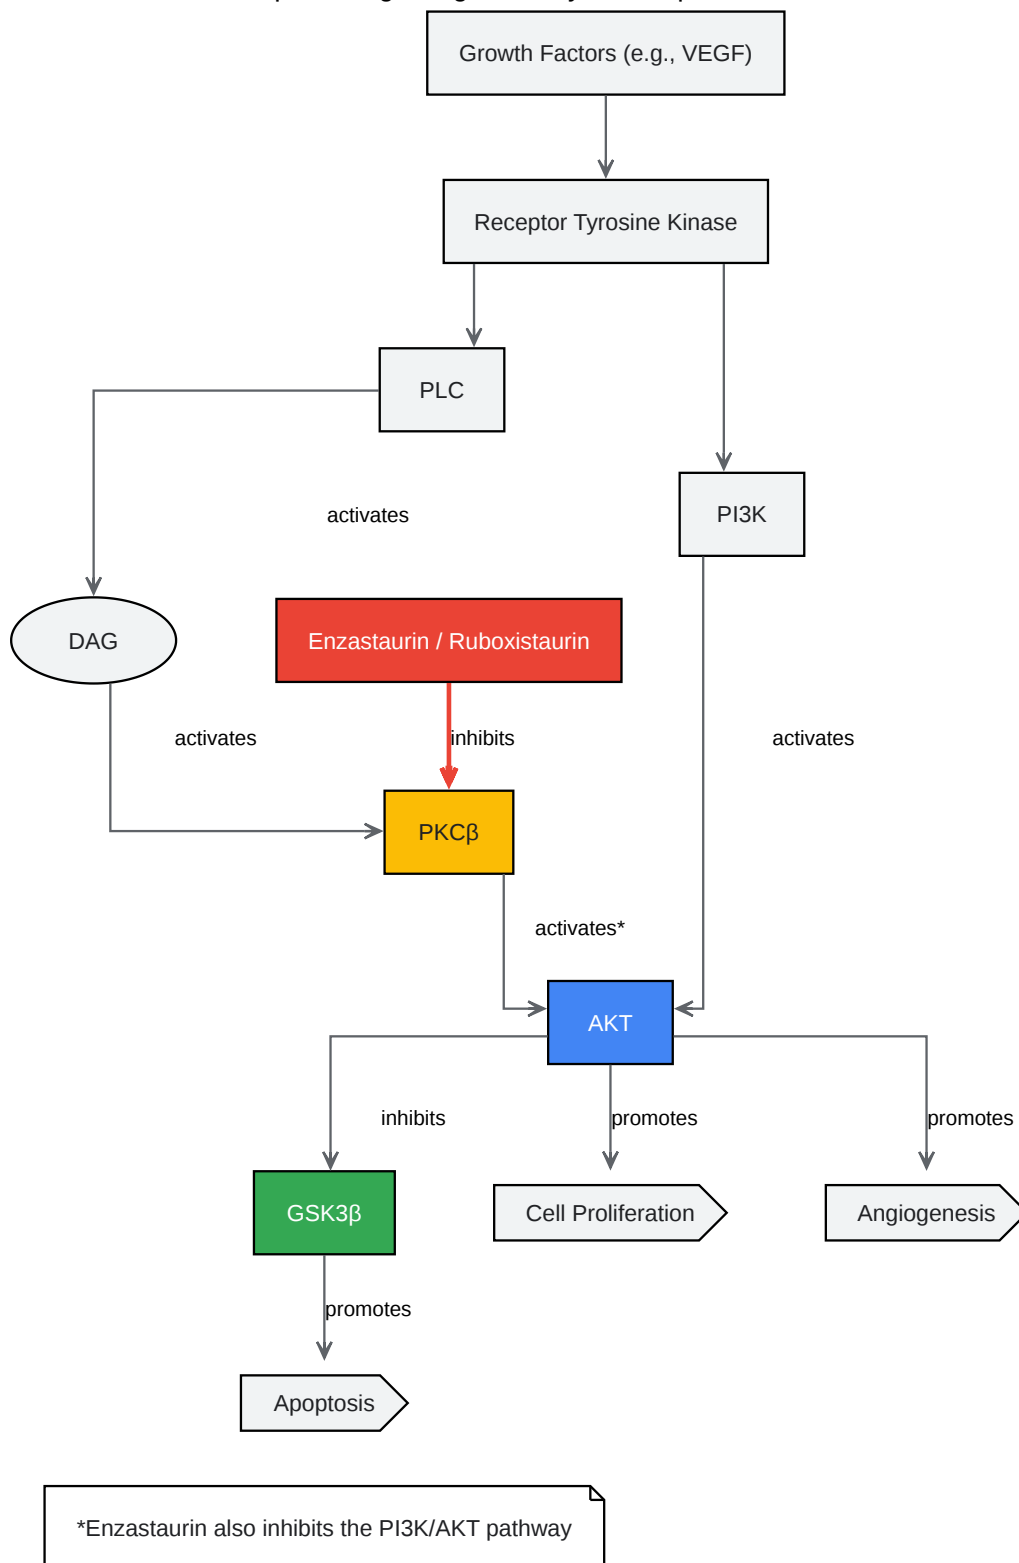 Growth Factors (e.g., VEGF)
Receptor Tyrosine Kinase
PLC
activates
PI3K
DAG
Enzastaurin / Ruboxistaurin
activates
inhibits
activates
PKCβ
activates*
AKT
inhibits
promotes
promotes
GSK3β
Cell Proliferation
Angiogenesis
promotes
Apoptosis
*Enzastaurin also inhibits the PI3K/AKT pathway